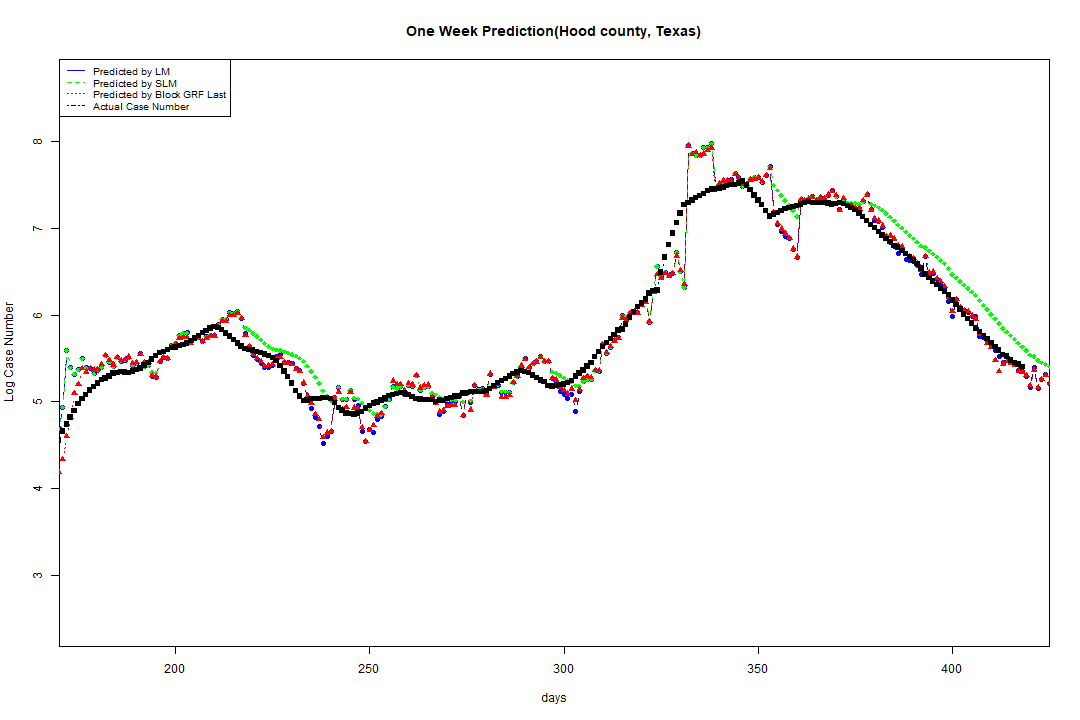 One Week Prediction(Hood county, Texas)
Predicted by LM
Predicted by SLM
Predicted by Block GRF Last
Actual Case Number
8
7
6
5
4
3
Log Case Number
200 250 300 350 400
days